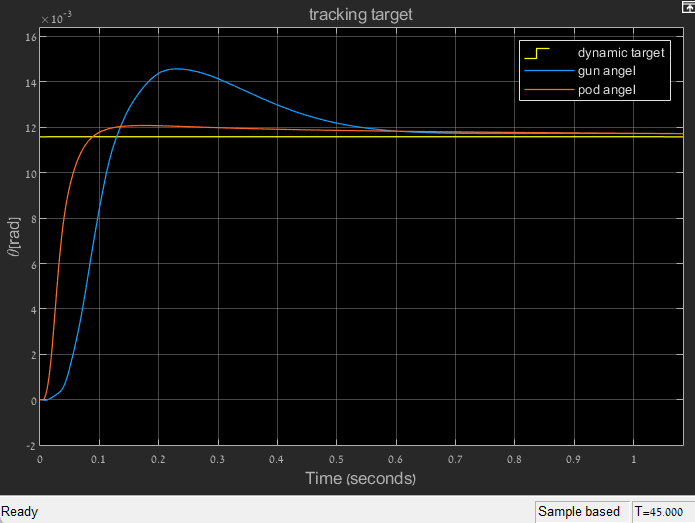 tracking target
×10⁻³
16
14
12
10
8
6
4
2
0
-2
θ[rad]
dynamic target
gun angel
pod angel
0 0.1 0.2 0.3 0.4 0.5 0.6 0.7 0.8 0.9 1
Time (seconds)
Ready Sample based T=45.000